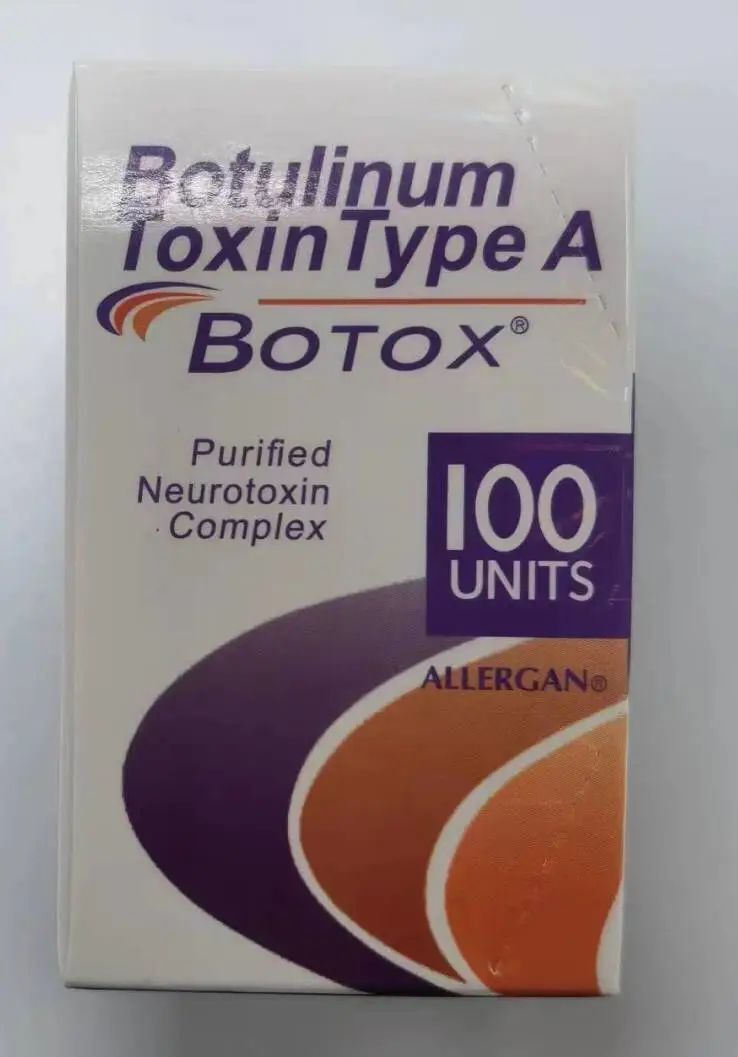 Botulinum
Toxin Type A
BOTOX®
Purified
Neurotoxin
Complex
100
UNITS
ALLERGAN®